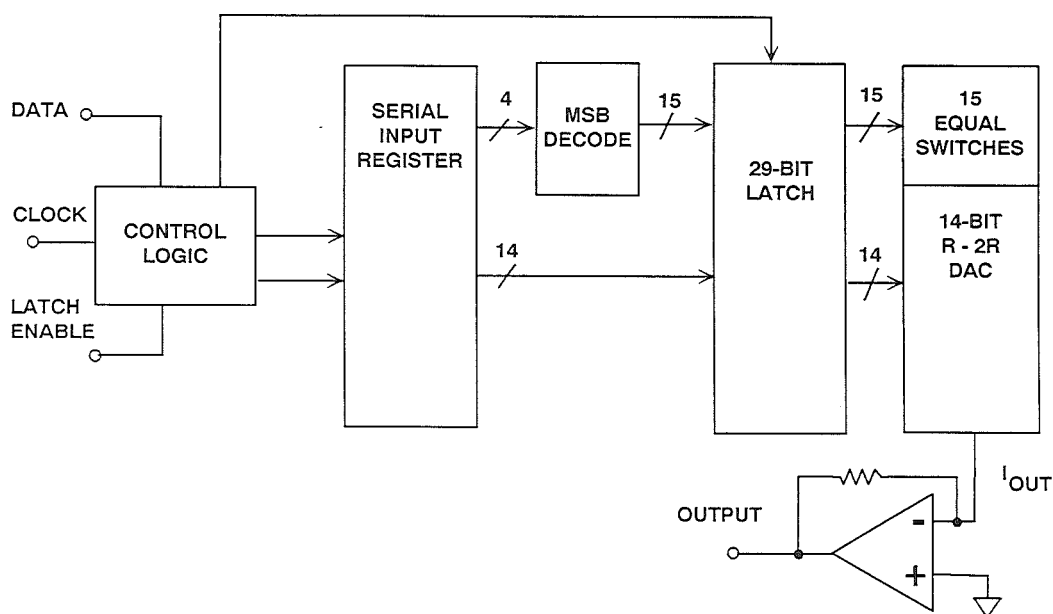 DATA
CLOCK
LATCH
ENABLE
CONTROL
LOGIC
SERIAL
INPUT
REGISTER
4
14
MSB
DECODE
15
29-BIT
LATCH
15
14
15
EQUAL
SWITCHES
14-BIT
R - 2R
DAC
IOUT
OUTPUT
-
+